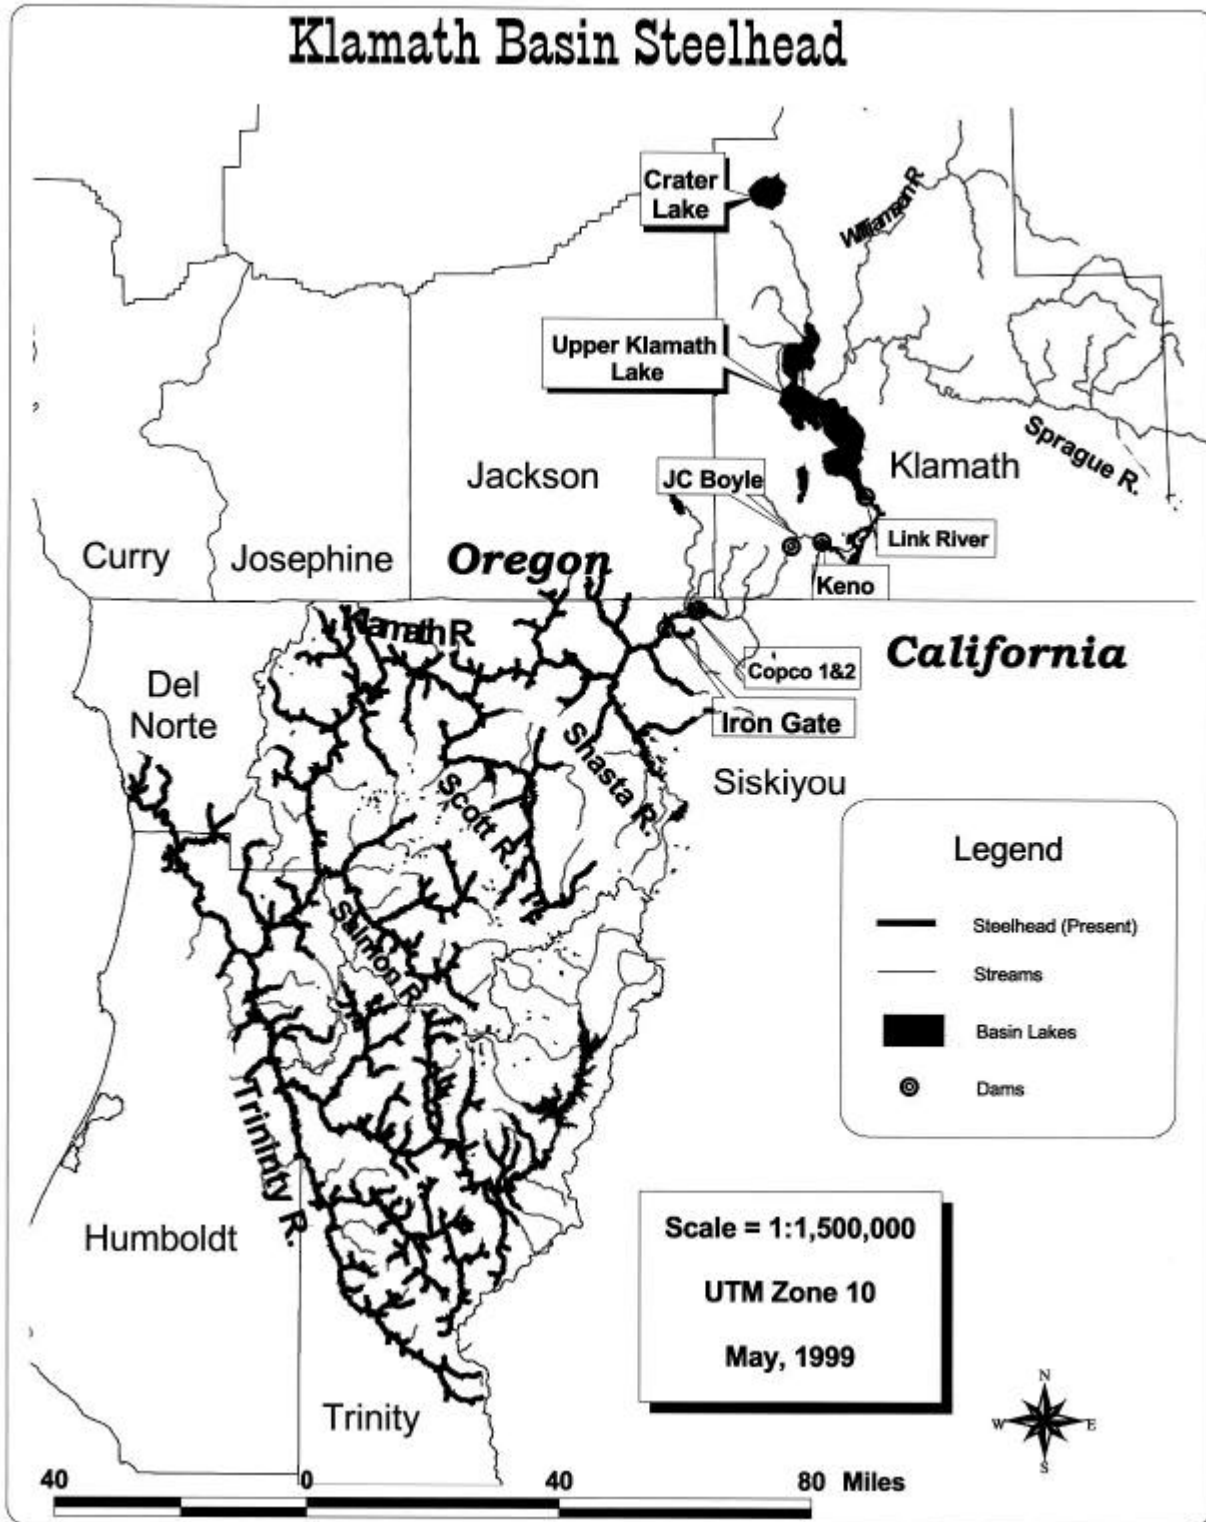 Klamath Basin Steelhead
Crater
Lake
Williamson R
Upper Klamath
Lake
Sprague R.
Klamath
Jackson
JC Boyle
Link River
Keno
Curry
Josephine
Oregon
Klamath R
California
Copco 1&2
Iron Gate
Del
Norte
Shasta R.
Scott R.
Siskiyou
Salmon R
Trininty R.
Humboldt
Trinity
Legend
Steelhead (Present)
Streams
Basin Lakes
Dams
Scale = 1:1,500,000
UTM Zone 10
May, 1999
N
W E
S
40 0 40 80 Miles